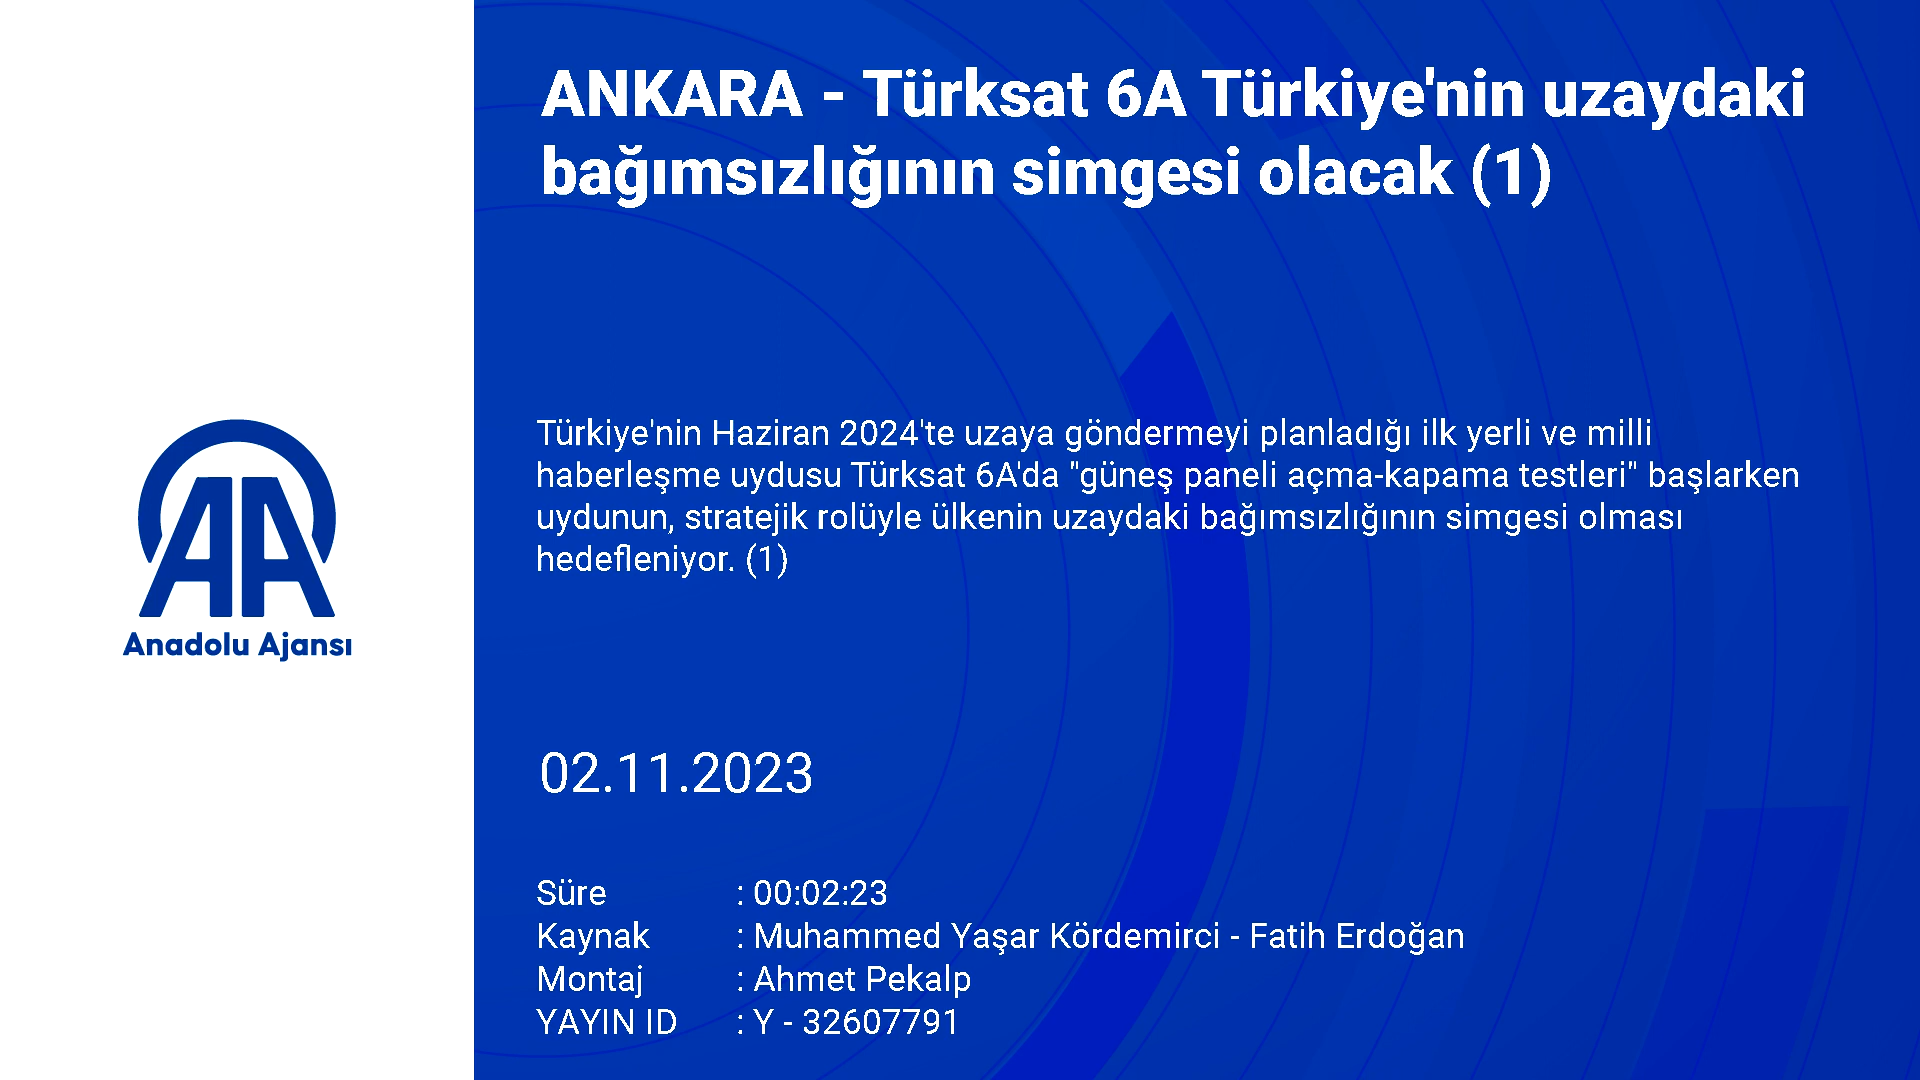 ANKARA - Türksat 6A Türkiye'nin uzaydaki
bağımsızlığının simgesi olacak (1)
Türkiye'nin Haziran 2024'te uzaya göndermeyi planladığı ilk yerli ve milli
haberleşme uydusu Türksat 6A'da "güneş paneli açma-kapama testleri" başlarken
uydunun, stratejik rolüyle ülkenin uzaydaki bağımsızlığının simgesi olması
hedefleniyor. (1)
AA
Anadolu Ajansı
02.11.2023
Süre : 00:02:23
Kaynak : Muhammed Yaşar Kördemirci - Fatih Erdoğan
Montaj : Ahmet Pekalp
YAYIN ID : Y - 32607791